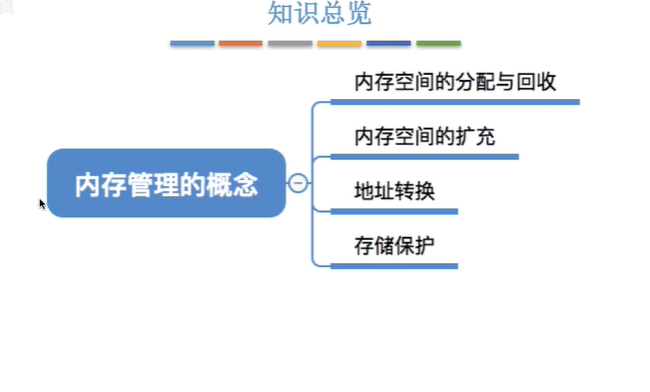 知识总览
内存空间的分配与回收
内存空间的扩充
内存管理的概念
地址转换
存储保护